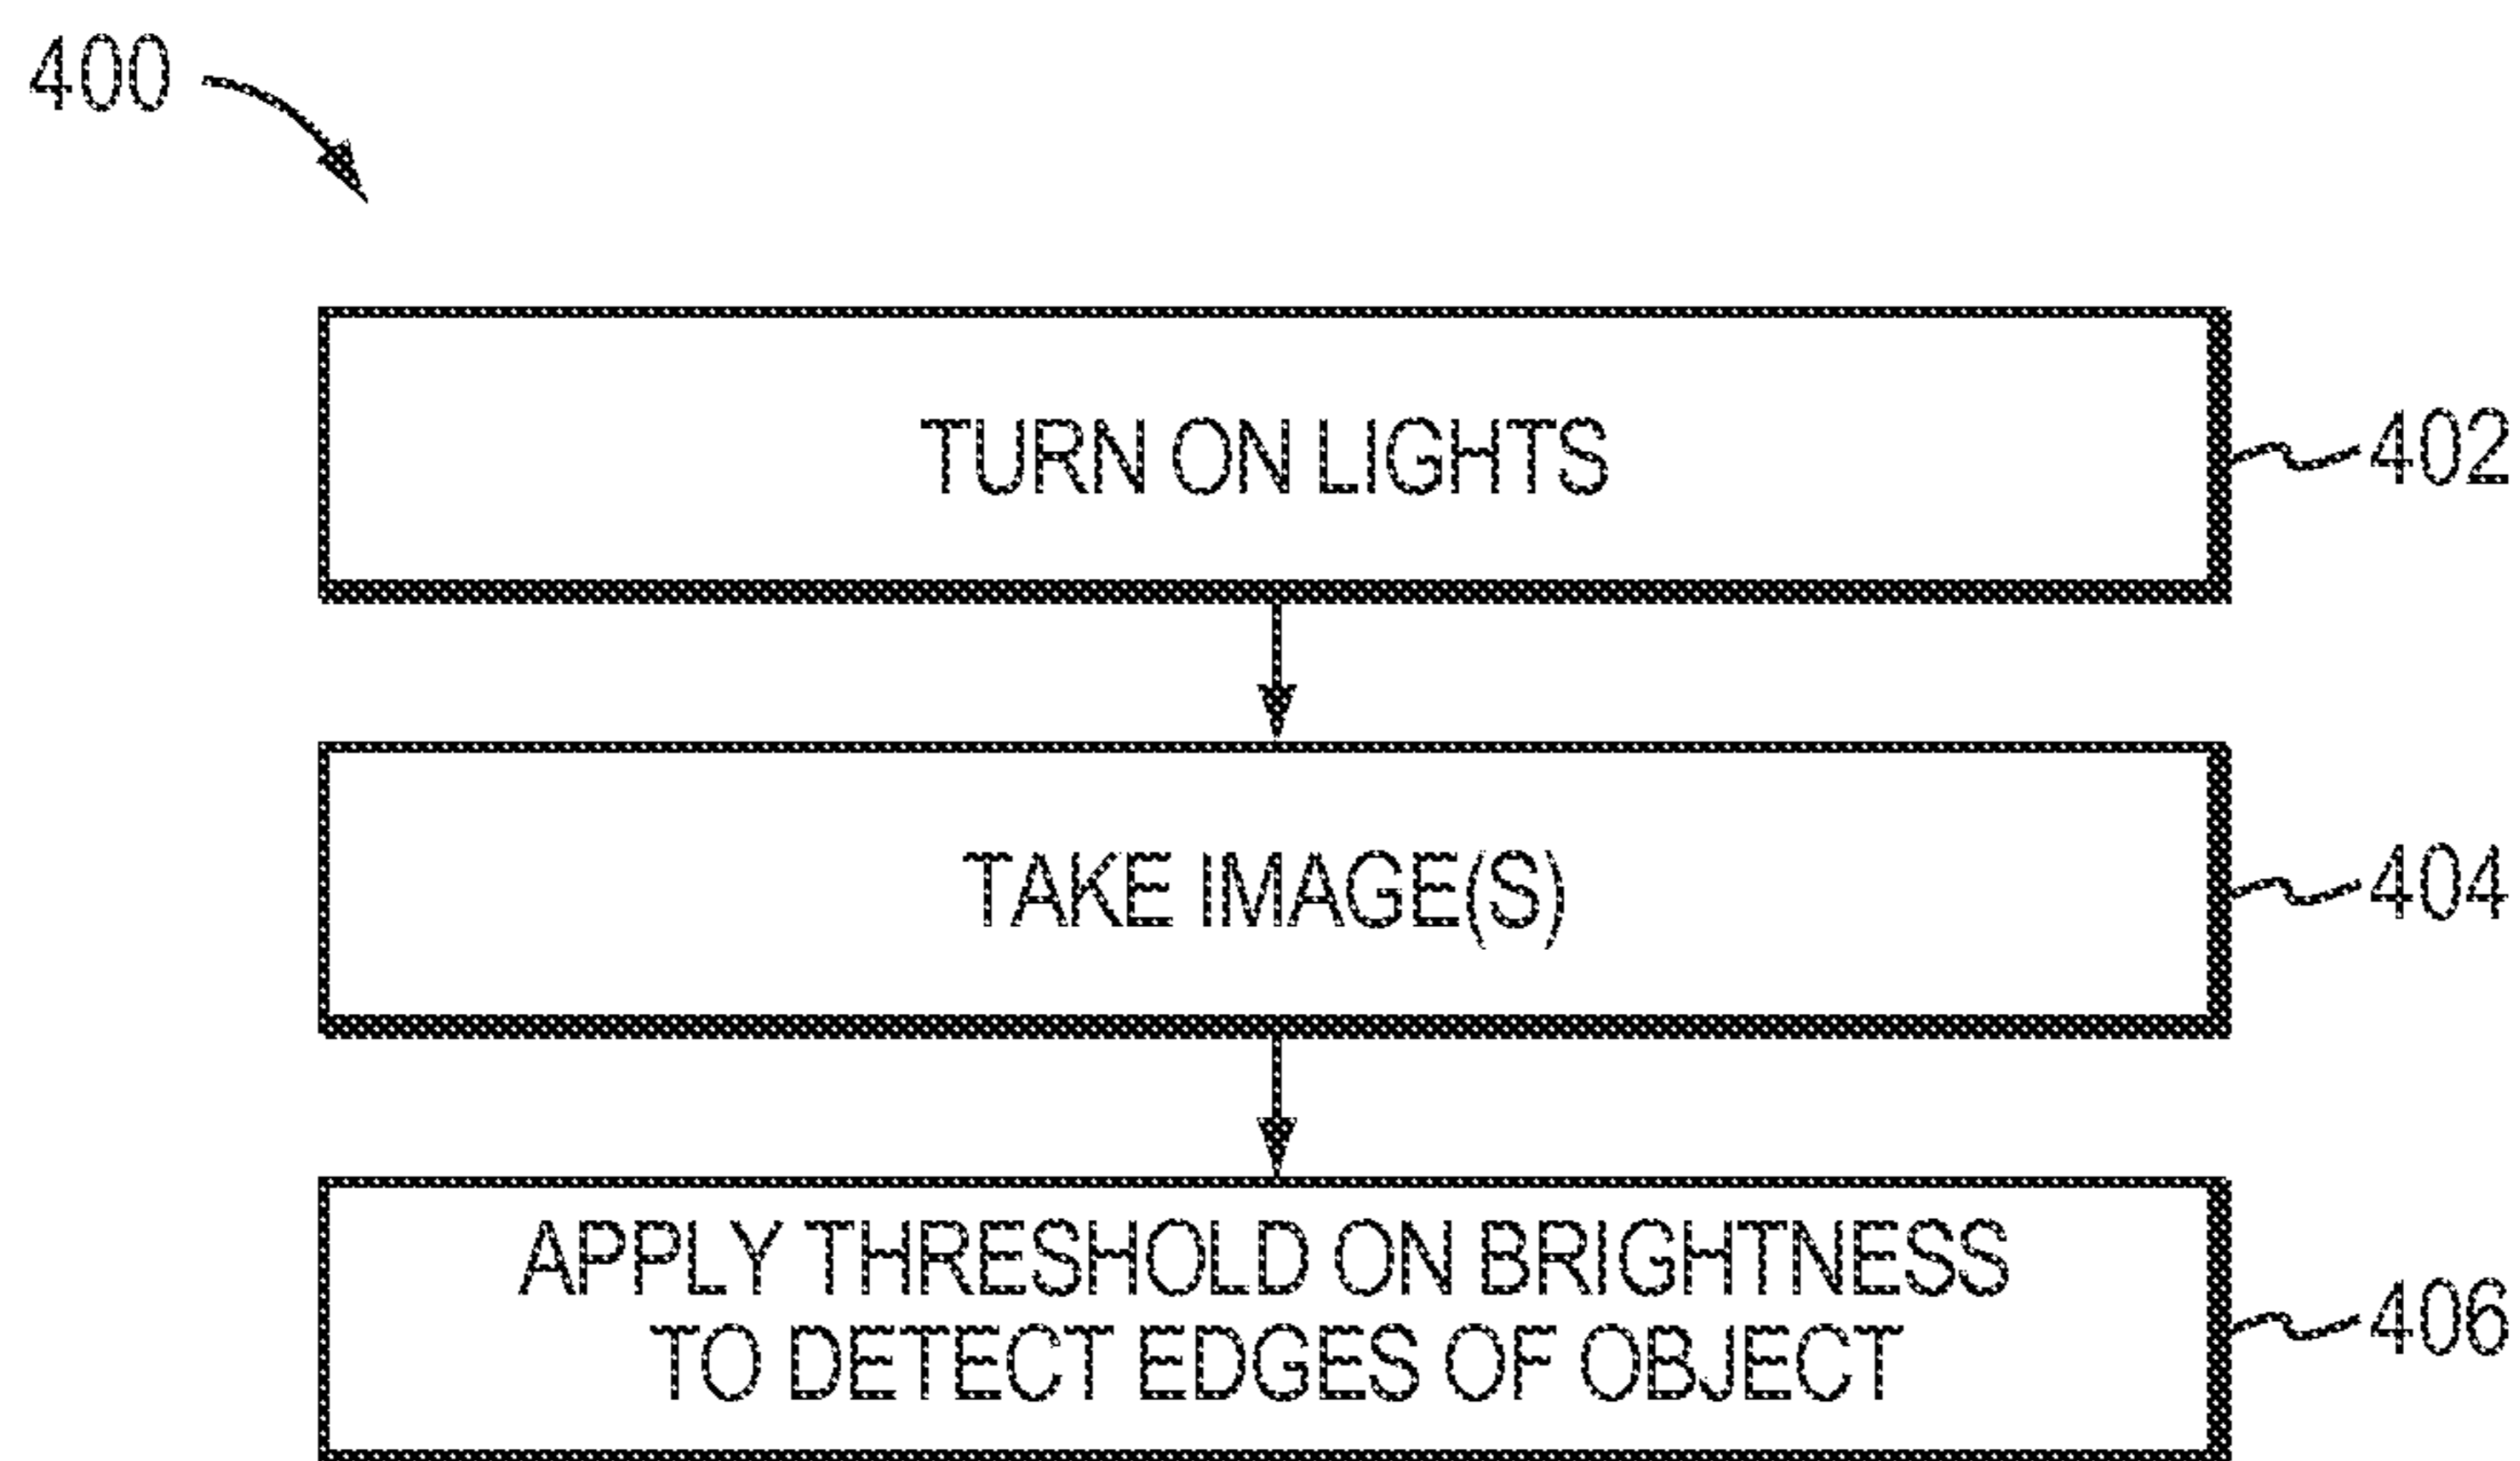 400
TURN ON LIGHTS
402
TAKE IMAGE(S)
404
APPLY THRESHOLD ON BRIGHTNESS
TO DETECT EDGES OF OBJECT
406